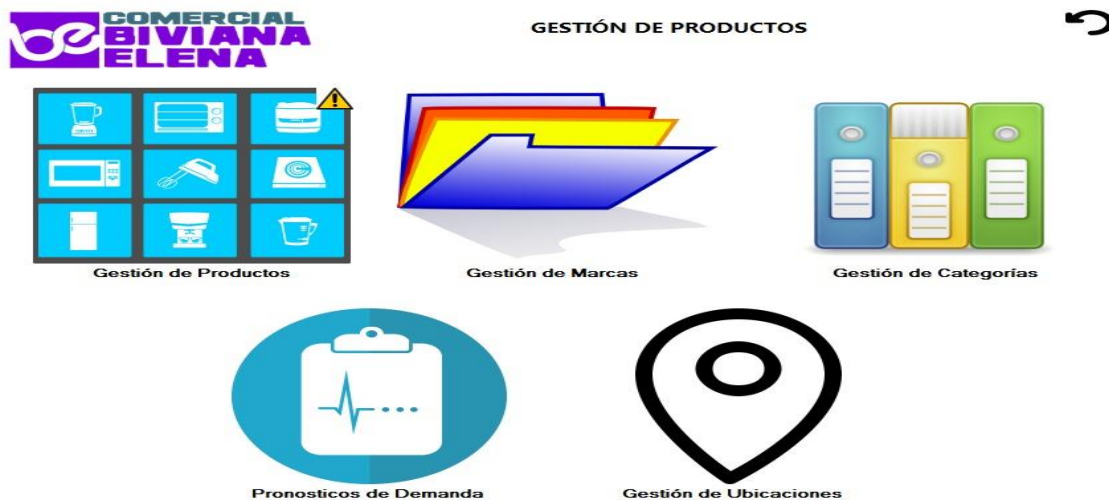 COMERCIAL
BIVIANA
ELENA
GESTIÓN DE PRODUCTOS
Gestión de Productos
Gestión de Marcas
Gestión de Categorías
Pronosticos de Demanda
Gestión de Ubicaciones